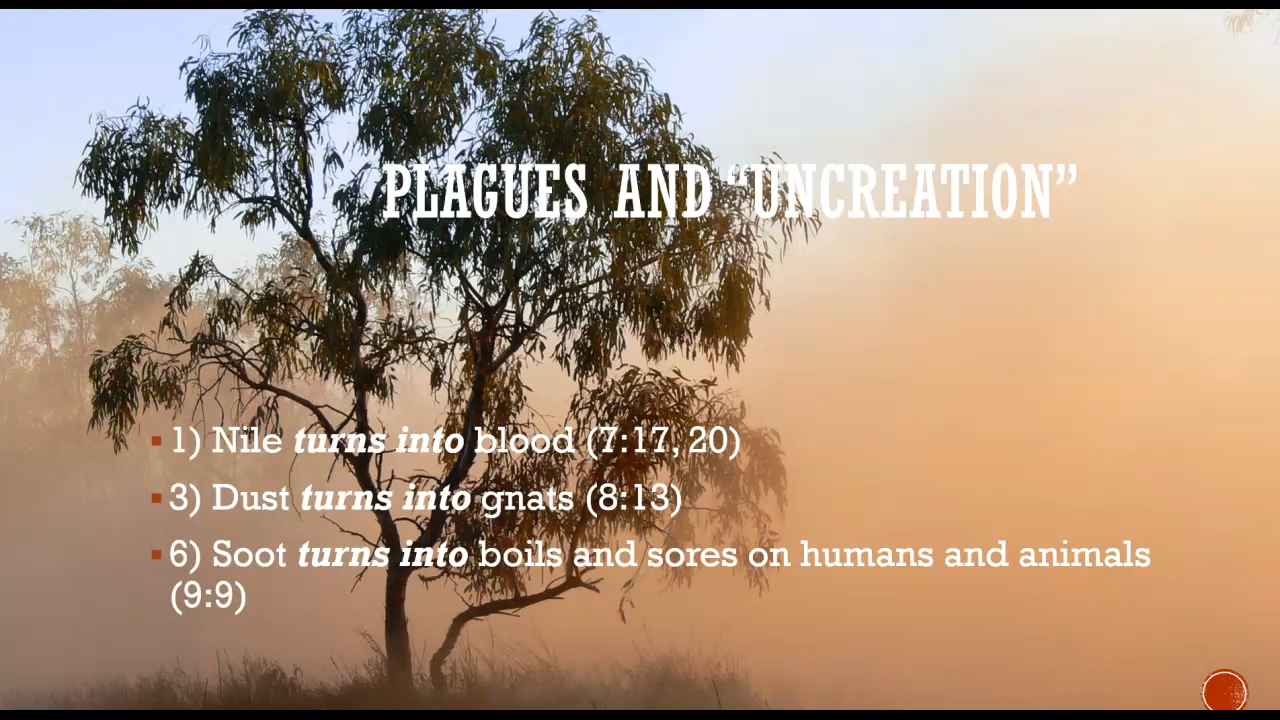 PLAGUES AND “UNCREATION”
1) Nile turns into blood (7:17, 20)
3) Dust turns into gnats (8:13)
6) Soot turns into boils and sores on humans and animals
(9:9)